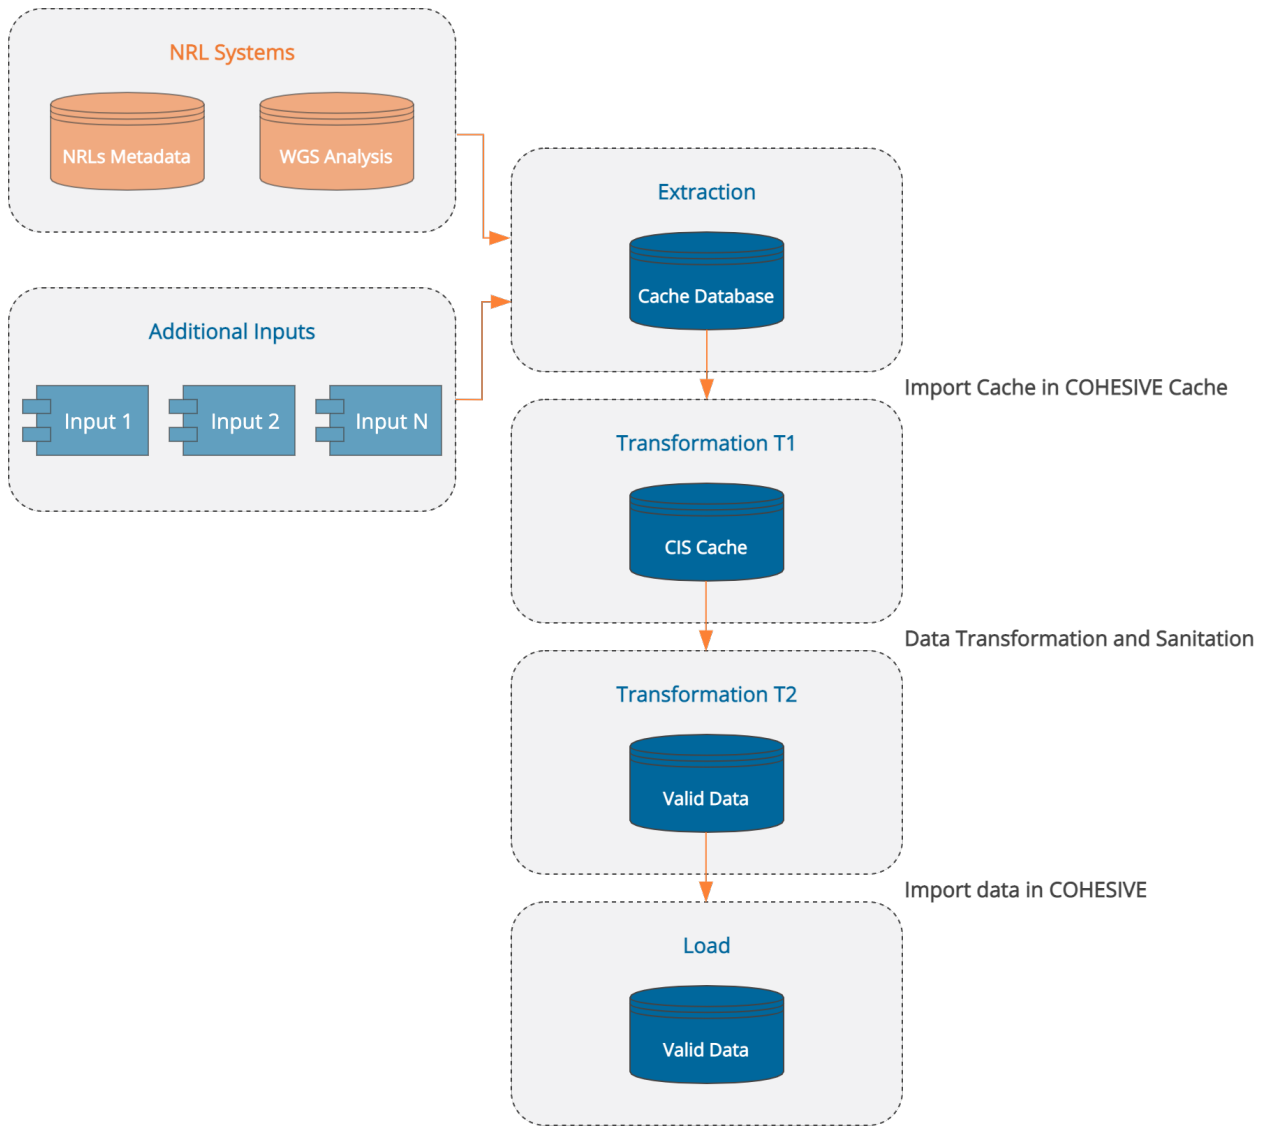 NRL Systems
NRLs Metadata
WGS Analysis
Additional Inputs
Input 1
Input 2
Input N
Extraction
Cache Database
Import Cache in COHESIVE Cache
Transformation T1
CIS Cache
Data Transformation and Sanitation
Transformation T2
Valid Data
Import data in COHESIVE
Load
Valid Data